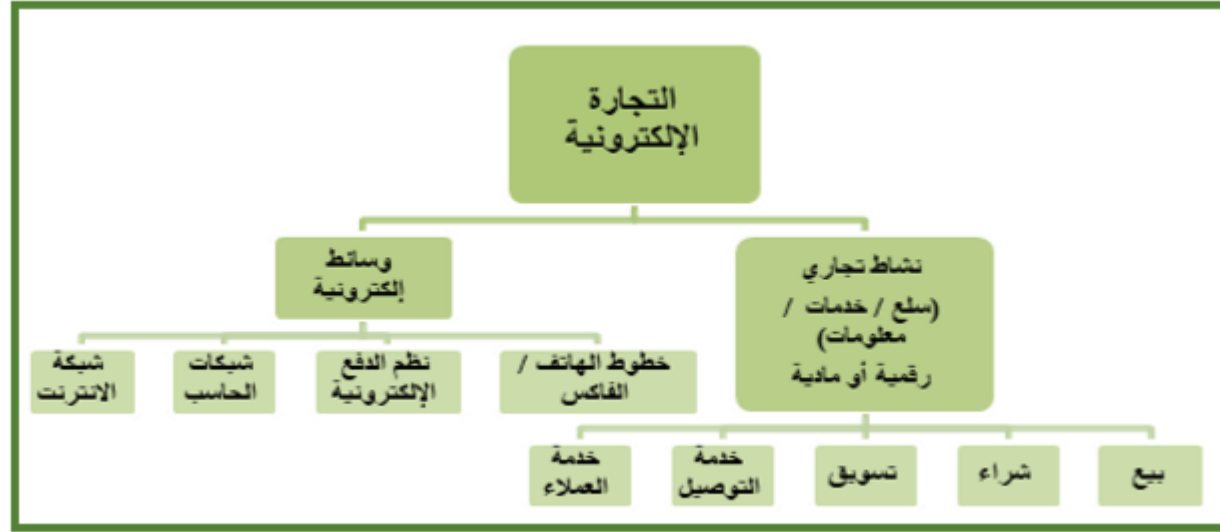 التجارة
الإلكترونية
نشاط تجاري
(سلع / خدمات /
معلومات)
رقمية أو مادية
وسائط
إلكترونية
خطوط الهاتف /
الفاكس
نظم الدفع
الإلكترونية
شبكات
الحاسب
شبكة
الانترنت
بيع
شراء
تسويق
خدمة
التوصيل
خدمة
العملاء